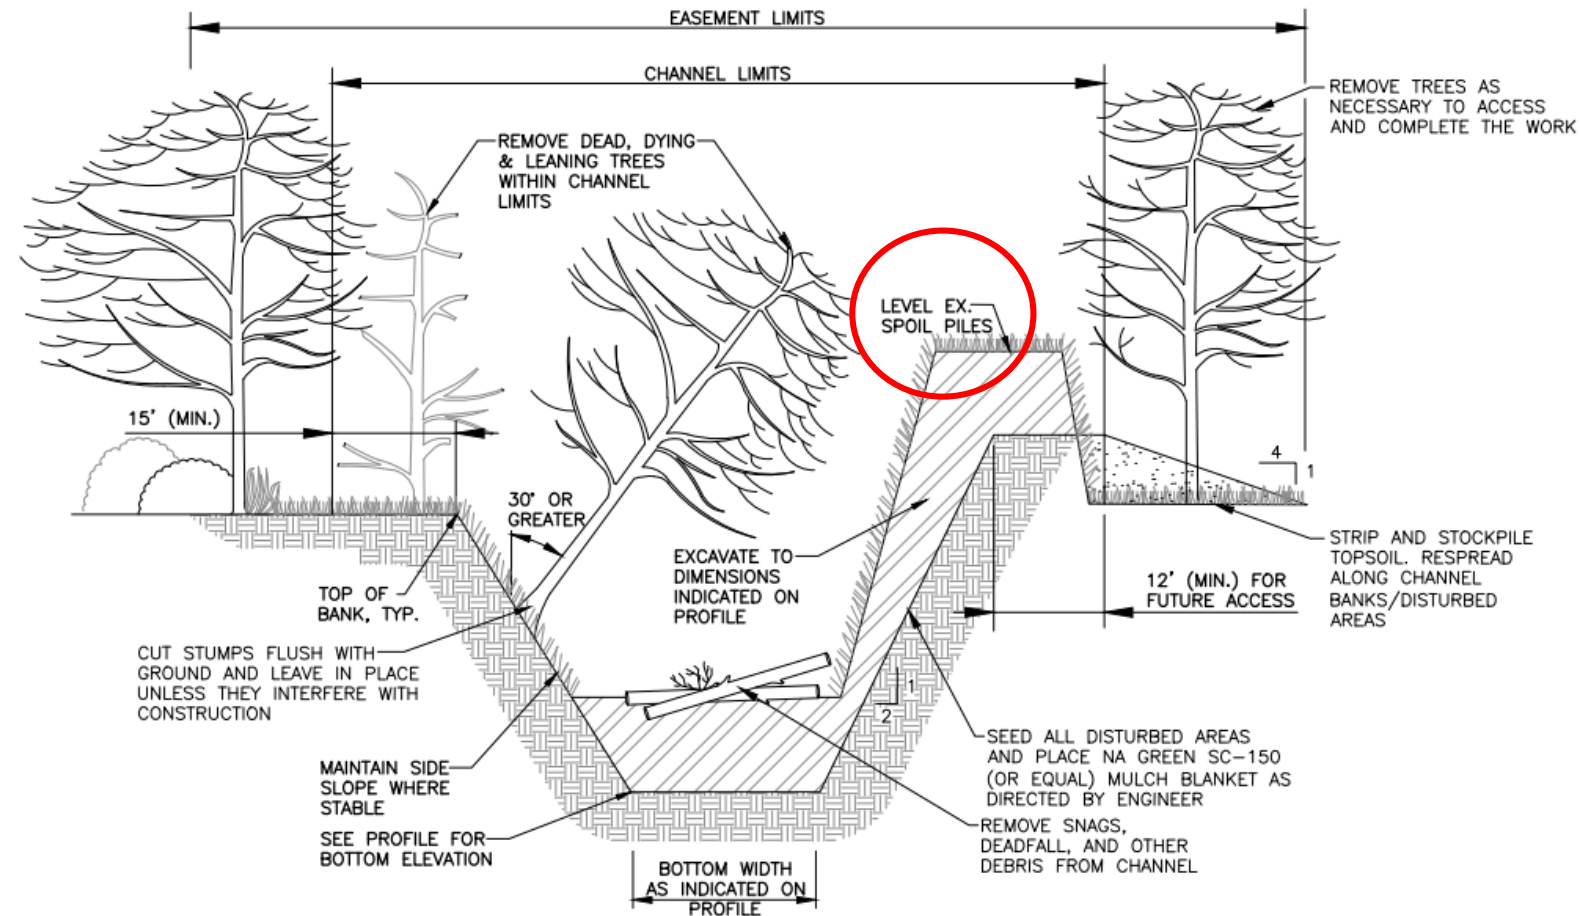 EASEMENT LIMITS
CHANNEL LIMITS
REMOVE TREES AS
NECESSARY TO ACCESS
AND COMPLETE THE WORK
REMOVE DEAD, DYING
& LEANING TREES
WITHIN CHANNEL
LIMITS
LEVEL EX.
SPOIL PILES
15' (MIN.)
30° OR
GREATER
4
1
EXCAVATE TO
DIMENSIONS
INDICATED ON
PROFILE
STRIP AND STOCKPILE
TOPSOIL. RESPREAD
ALONG CHANNEL
BANKS/DISTURBED
AREAS
12' (MIN.) FOR
FUTURE ACCESS
TOP OF
BANK, TYP.
CUT STUMPS FLUSH WITH
GROUND AND LEAVE IN PLACE
UNLESS THEY INTERFERE WITH
CONSTRUCTION
1
2
MAINTAIN SIDE
SLOPE WHERE
STABLE
SEED ALL DISTURBED AREAS
AND PLACE NA GREEN SC-150
(OR EQUAL) MULCH BLANKET AS
DIRECTED BY ENGINEER
SEE PROFILE FOR
BOTTOM ELEVATION
REMOVE SNAGS,
DEADFALL, AND OTHER
DEBRIS FROM CHANNEL
BOTTOM WIDTH
AS INDICATED ON
PROFILE